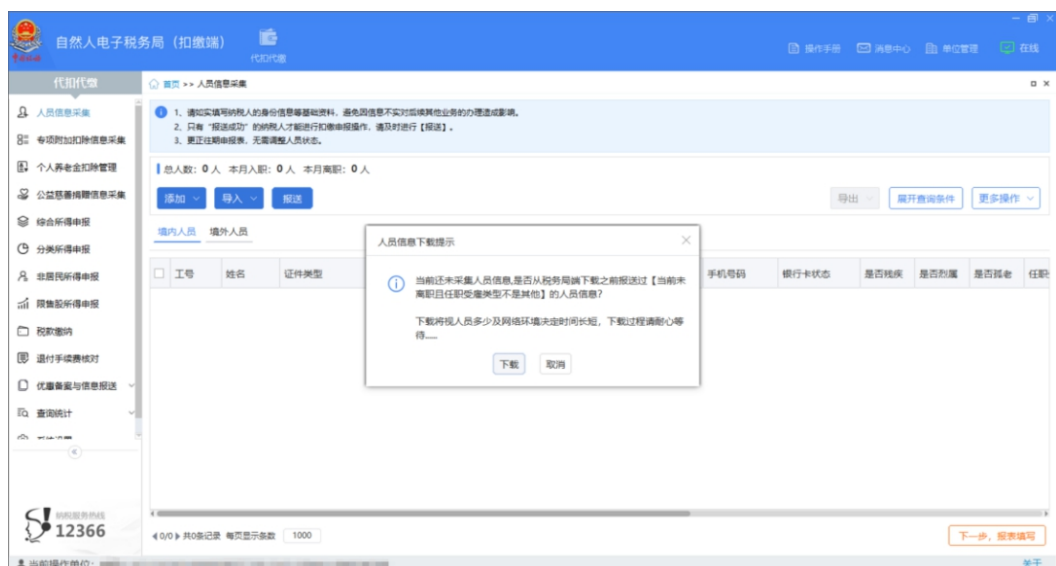 自然人电子税务局（扣缴端）
代扣代缴
操作手册
消息中心
单位管理
在线
代扣代缴
首页 >> 人员信息采集
人员信息采集
专项附加扣除信息采集
个人养老金扣除管理
公益慈善捐赠信息采集
综合所得申报
分类所得申报
非居民所得申报
限售股所得申报
税款缴纳
退付手续费核对
优惠备案与信息报送
查询统计
1、请如实填写纳税人的身份信息等基础资料，避免因信息不实对后续其他业务的办理造成影响。
2、只有“报送成功”的纳税人才能进行扣缴申报操作，请及时进行【报送】。
3、更正往期申报表，无需调整人员状态。
总人数：0 人 本月入职：0 人 本月离职：0 人
添加
导入
报送
导出
展开查询条件
更多操作
境内人员
境外人员
工号
姓名
证件类型
手机号码
银行卡状态
是否残疾
是否烈属
是否孤老
任职
人员信息下载提示
当前还未采集人员信息,是否从税务局端下载之前报送过【当前未
离职且任职受雇类型不是其他】的人员信息？
下载将视人员多少及网络环境决定时间长短，下载过程请耐心等
待......
下载
取消
纳税服务热线
12366
0/0 共0条记录 每页显示条数 1000
下一步，报表填写
当前操作单位：
关于